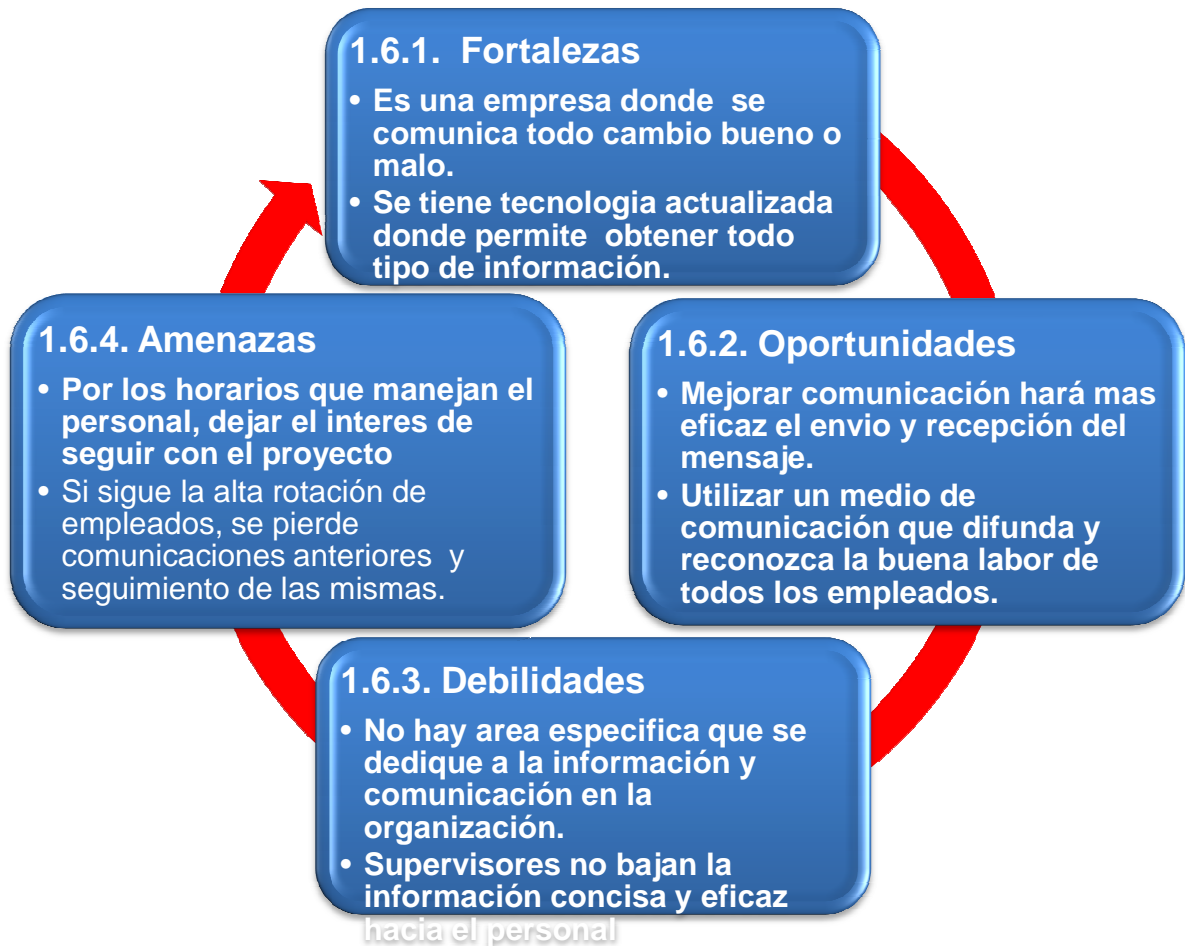 1.6.1. Fortalezas
• Es una empresa donde se
comunica todo cambio bueno o
malo.
• Se tiene tecnologia actualizada
donde permite obtener todo
tipo de información.
1.6.2. Oportunidades
• Mejorar comunicación hará mas
eficaz el envio y recepción del
mensaje.
• Utilizar un medio de
comunicación que difunda y
reconozca la buena labor de
todos los empleados.
1.6.3. Debilidades
• No hay area especifica que se
dedique a la información y
comunicación en la
organización.
• Supervisores no bajan la
información concisa y eficaz
hacia el personal
1.6.4. Amenazas
• Por los horarios que manejan el
personal, dejar el interes de
seguir con el proyecto
• Si sigue la alta rotación de
empleados, se pierde
comunicaciones anteriores y
seguimiento de las mismas.